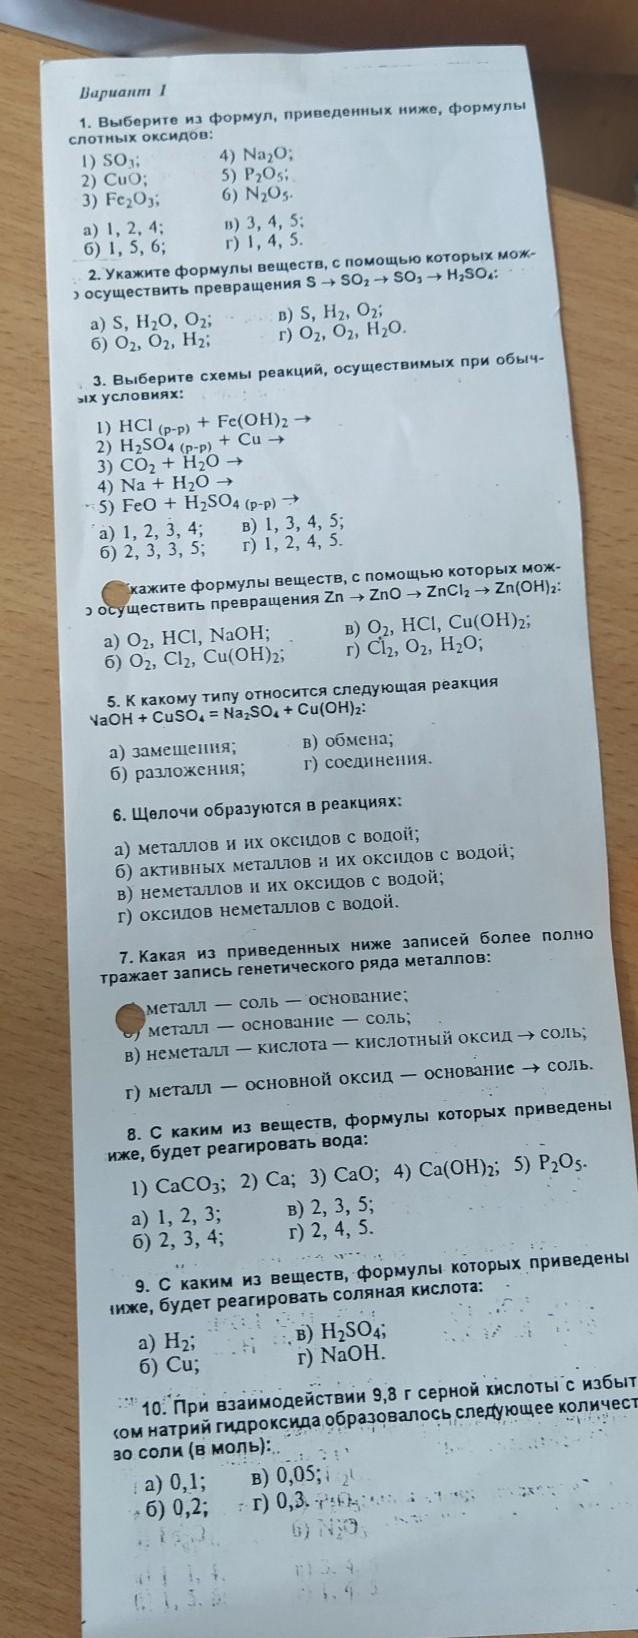 Вариант 1
1. Выберите из формул, приведенных ниже, формулы
слотных оксидов:
1) SO₃; 4) Na₂O;
2) CuO; 5) P₂O₅;
3) Fe₂O₃; 6) N₂O₅.
а) 1, 2, 4; в) 3, 4, 5;
б) 1, 5, 6; г) 1, 4, 5.
2. Укажите формулы веществ, с помощью которых мож-
о осуществить превращения S → SO₂ → SO₃ → H₂SO₄:
а) S, H₂O, O₂; в) S, H₂, O₂;
б) O₂, O₂, H₂; г) O₂, O₂, H₂O.
3. Выберите схемы реакций, осуществимых при обыч-
ых условиях:
1) HCl (р-р) + Fe(OH)₂ →
2) H₂SO₄ (р-р) + Cu →
3) CO₂ + H₂O →
4) Na + H₂O →
5) FeO + H₂SO₄ (р-р) →
а) 1, 2, 3, 4; в) 1, 3, 4, 5;
б) 2, 3, 3, 5; г) 1, 2, 4, 5.
кажите формулы веществ, с помощью которых мож-
о осуществить превращения Zn → ZnO → ZnCl₂ → Zn(OH)₂:
а) O₂, HCl, NaOH; в) O₂, HCl, Cu(OH)₂;
б) O₂, Cl₂, Cu(OH)₂; г) Cl₂, O₂, H₂O;
5. К какому типу относится следующая реакция
NaOH + CuSO₄ = Na₂SO₄ + Cu(OH)₂:
а) замещения; в) обмена;
б) разложения; г) соединения.
6. Щелочи образуются в реакциях:
а) металлов и их оксидов с водой;
б) активных металлов и их оксидов с водой;
в) неметаллов и их оксидов с водой;
г) оксидов неметаллов с водой.
7. Какая из приведенных ниже записей более полно
тражает запись генетического ряда металлов:
металл — соль — основание;
б) металл — основание — соль;
в) неметалл — кислота — кислотный оксид → соль;
г) металл — основной оксид — основание → соль.
8. С каким из веществ, формулы которых приведены
иже, будет реагировать вода:
1) CaCO₃; 2) Ca; 3) CaO; 4) Ca(OH)₂; 5) P₂O₅.
а) 1, 2, 3; в) 2, 3, 5;
б) 2, 3, 4; г) 2, 4, 5.
9. С каким из веществ, формулы которых приведены
ниже, будет реагировать соляная кислота:
а) H₂; в) H₂SO₄;
б) Cu; г) NaOH.
10. При взаимодействии 9,8 г серной кислоты с избыт
ком натрий гидроксида образовалось следующее количест
во соли (в моль):
а) 0,1; в) 0,05;
б) 0,2; г) 0,3.